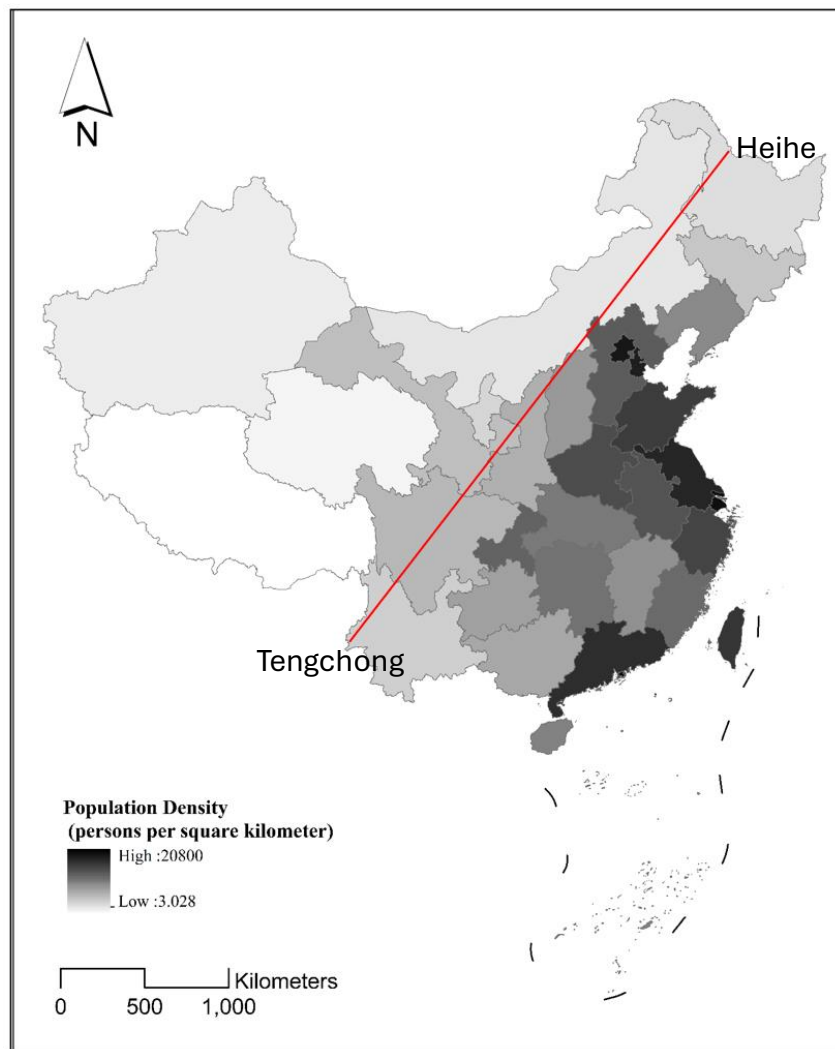 N
Heihe
Tengchong
Population Density
(persons per square kilometer)
High :20800
Low :3.028
Kilometers
0 500 1,000